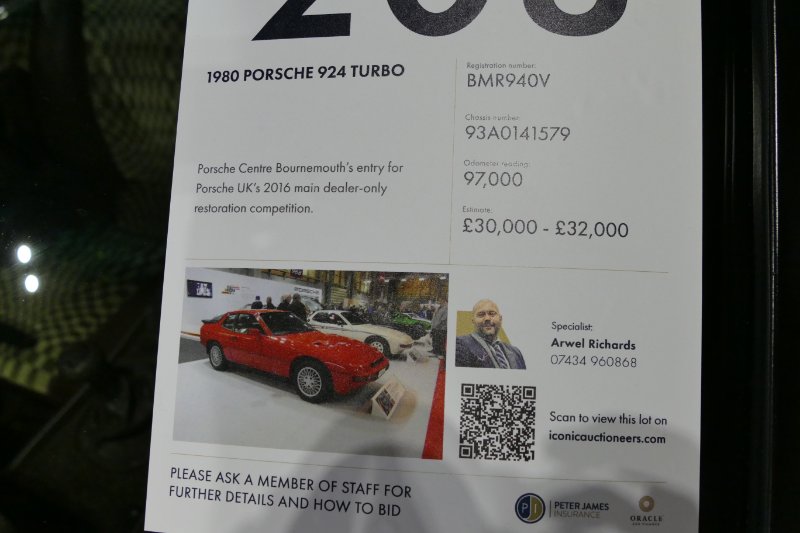 1980 PORSCHE 924 TURBO
Registration number:
BMR940V
Chassis number:
93A0141579
Porsche Centre Bournemouth's entry for
Porsche UK's 2016 main dealer-only
restoration competition.
Odometer reading:
97,000
Estimate:
£30,000 - £32,000
PORSCHE
Specialist:
Arwel Richards
07434 960868
Scan to view this lot on
iconicauctioneers.com
PLEASE ASK A MEMBER OF STAFF FOR
FURTHER DETAILS AND HOW TO BID
PJ
PETER JAMES
INSURANCE
ORACLE